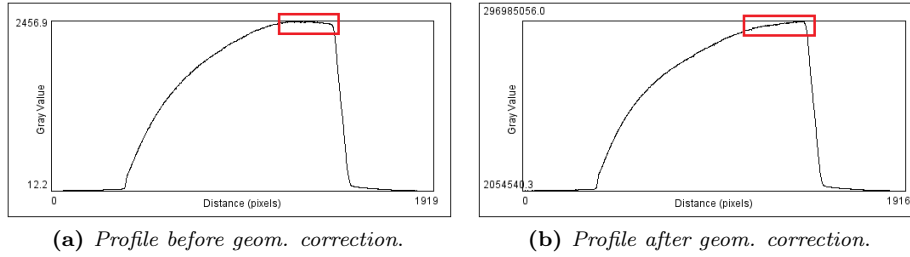 2456.9
Gray Value
12.2
0
Distance (pixels)
1919
(a) Profile before geom. correction.
296985056.0
Gray Value
2054540.3
0
Distance (pixels)
1916
(b) Profile after geom. correction.